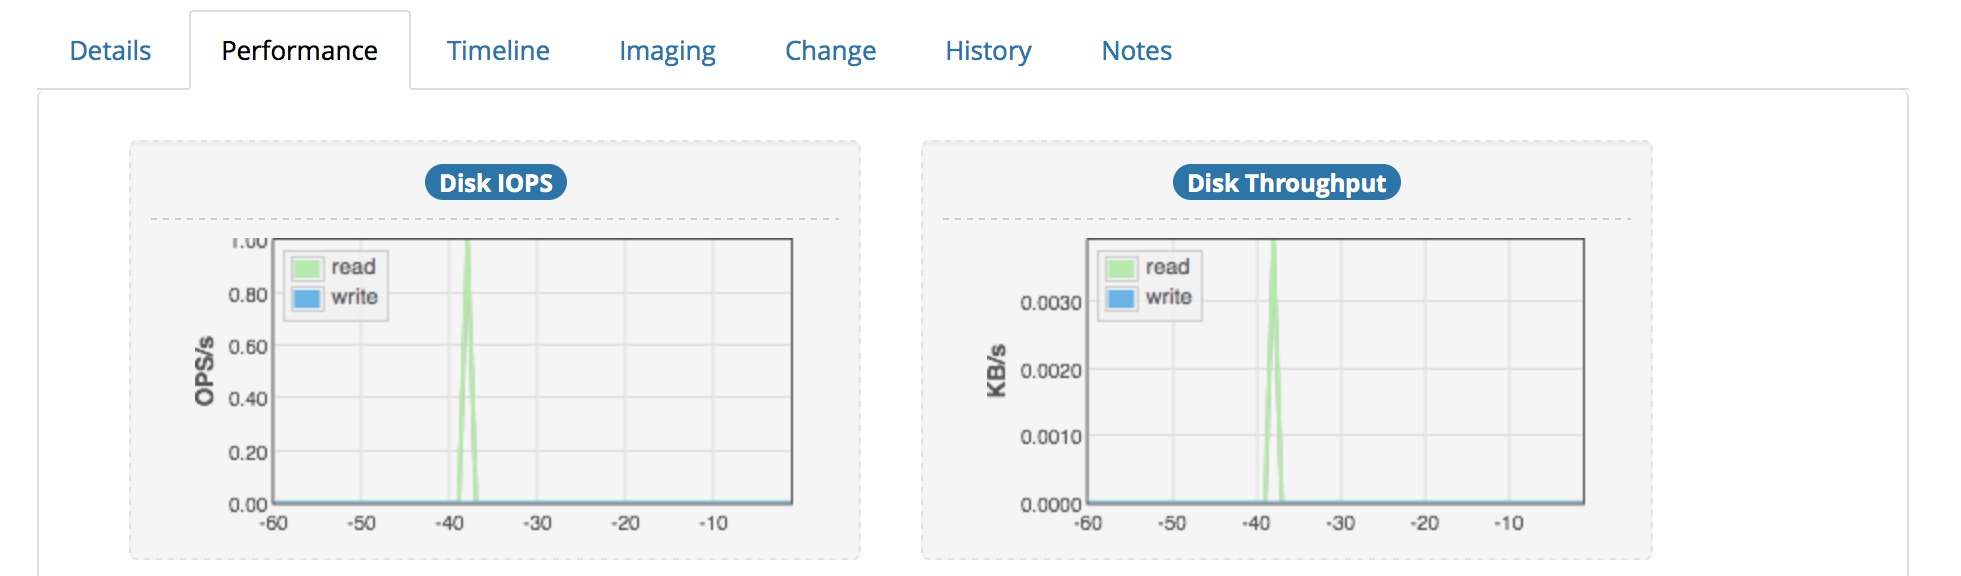 Details Performance Timeline Imaging Change History Notes
Disk IOPS
1.00
0.80
0.60
0.40
0.20
0.00
OPS/s
read
write
-60 -50 -40 -30 -20 -10
Disk Throughput
0.0030
0.0020
0.0010
0.0000
KB/s
read
write
-60 -50 -40 -30 -20 -10